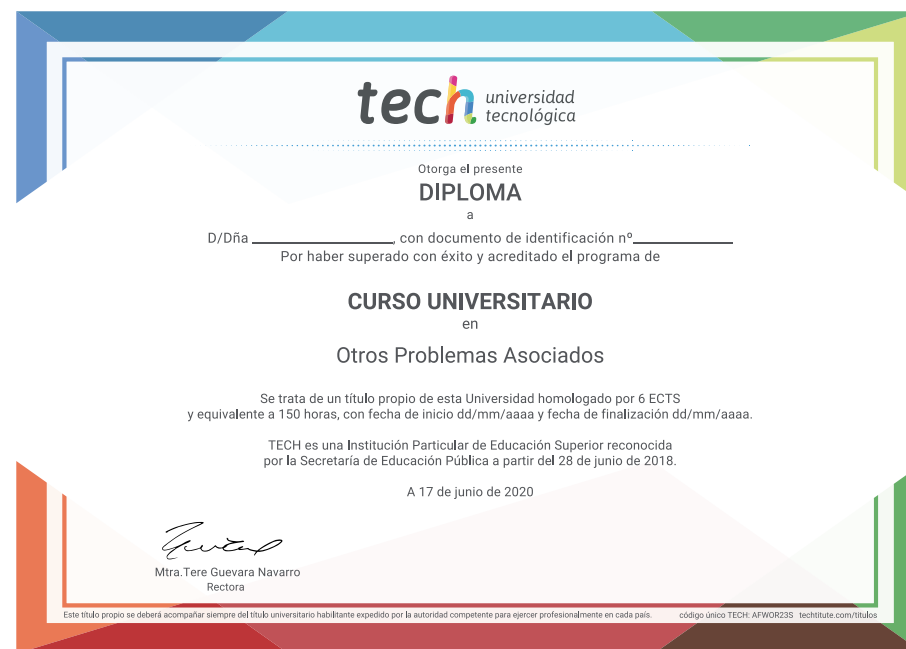 tech universidad
tecnológica
Otorga el presente
DIPLOMA
a
D/Dña ____________________, con documento de identificación nº______________
Por haber superado con éxito y acreditado el programa de
CURSO UNIVERSITARIO
en
Otros Problemas Asociados
Se trata de un título propio de esta Universidad homologado por 6 ECTS
y equivalente a 150 horas, con fecha de inicio dd/mm/aaaa y fecha de finalización dd/mm/aaaa.
TECH es una Institución Particular de Educación Superior reconocida
por la Secretaría de Educación Pública a partir del 28 de junio de 2018.
A 17 de junio de 2020
Mtra.Tere Guevara Navarro
Rectora
Este título propio se deberá acompañar siempre del título universitario habilitante expedido por la autoridad competente para ejercer profesionalmente en cada país. código único TECH: AFWOR23S techtitute.com/titulos